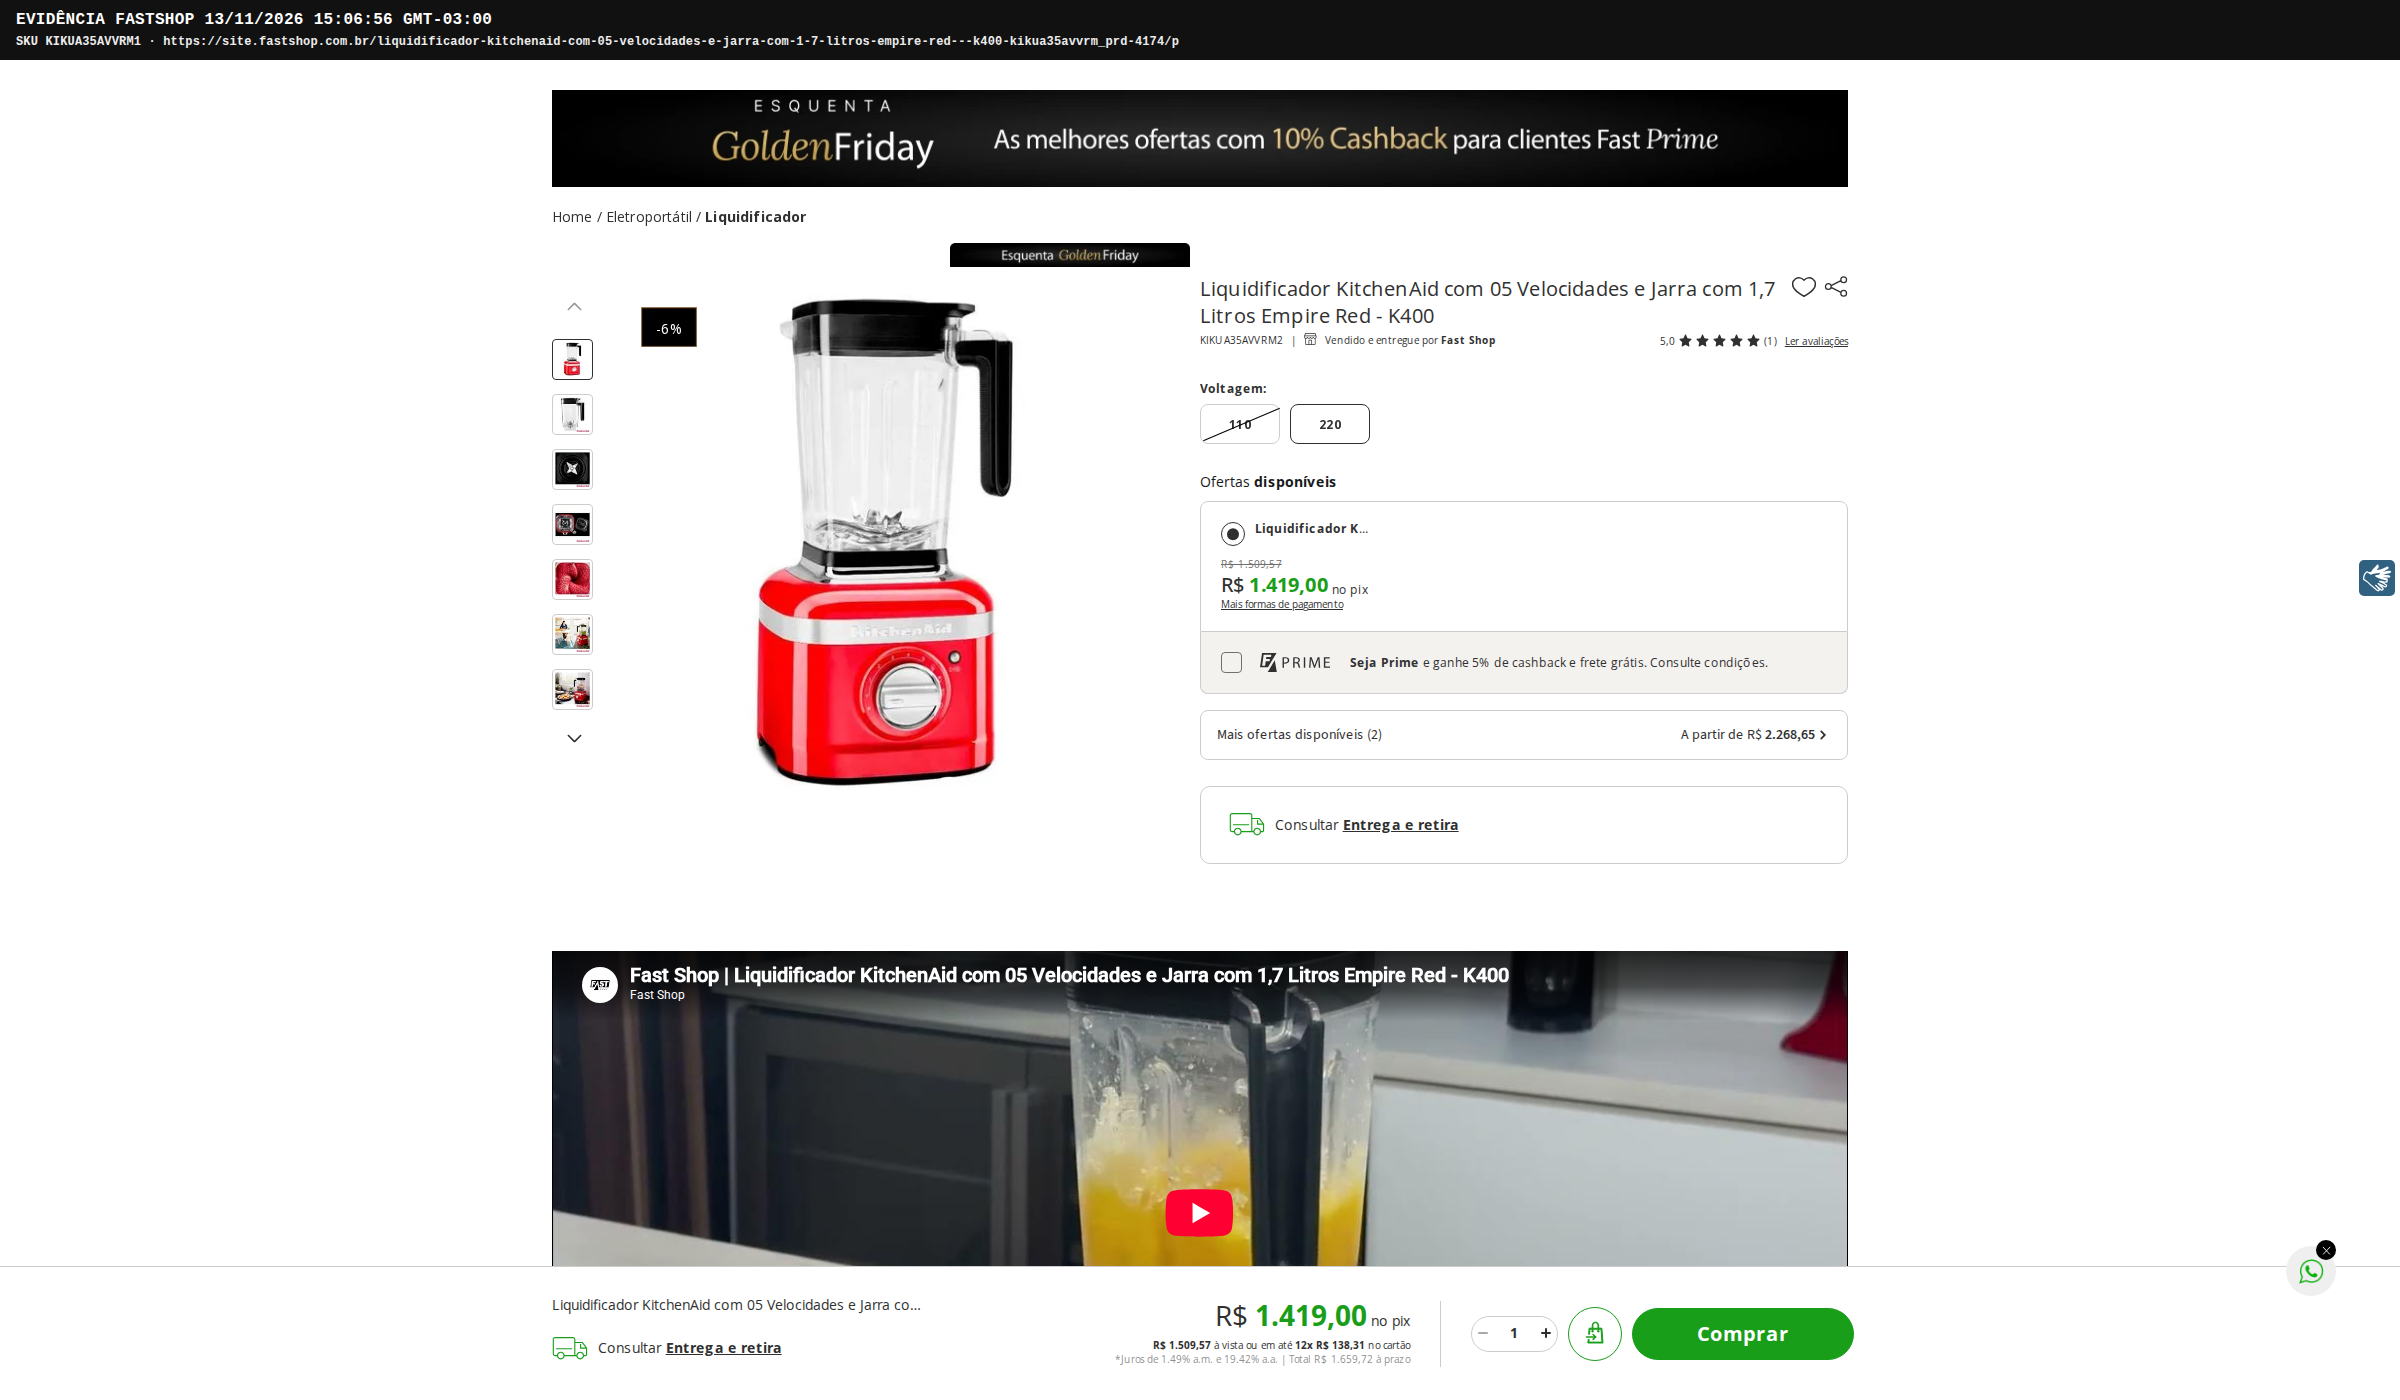 EVIDÊNCIA FASTSHOP 13/11/2026 15:06:56 GMT-03:00
SKU KIKUA35AVVRM1 · https://site.fastshop.com.br/liquidificador-kitchenaid-com-05-velocidades-e-jarra-com-1-7-litros-empire-red---k400-kikua35avvrm_prd-4174/p
ESQUENTA
GoldenFriday
As melhores ofertas com 10% Cashback para clientes Fast Prime
Home / Eletroportátil / Liquidificador
Esquenta GoldenFriday
-6%
KitchenAid
Liquidificador KitchenAid com 05 Velocidades e Jarra com 1,7
Litros Empire Red - K400
KIKUA35AVVRM2 | Vendido e entregue por Fast Shop
5,0 (1) Ler avaliações
Voltagem:
110
220
Ofertas disponíveis
Liquidificador K...
R$ 1.509,57
R$ 1.419,00 no pix
Mais formas de pagamento
PRIME
Seja Prime e ganhe 5% de cashback e frete grátis. Consulte condições.
Mais ofertas disponíveis (2)
A partir de R$ 2.268,65
Consultar Entrega e retira
FAST
Fast Shop | Liquidificador KitchenAid com 05 Velocidades e Jarra com 1,7 Litros Empire Red - K400
Fast Shop
Liquidificador KitchenAid com 05 Velocidades e Jarra co...
Consultar Entrega e retira
R$ 1.419,00 no pix
R$ 1.509,57 à vista ou em até 12x R$ 138,31 no cartão
*Juros de 1.49% a.m. e 19.42% a.a. | Total R$ 1.659,72 à prazo
1
Comprar